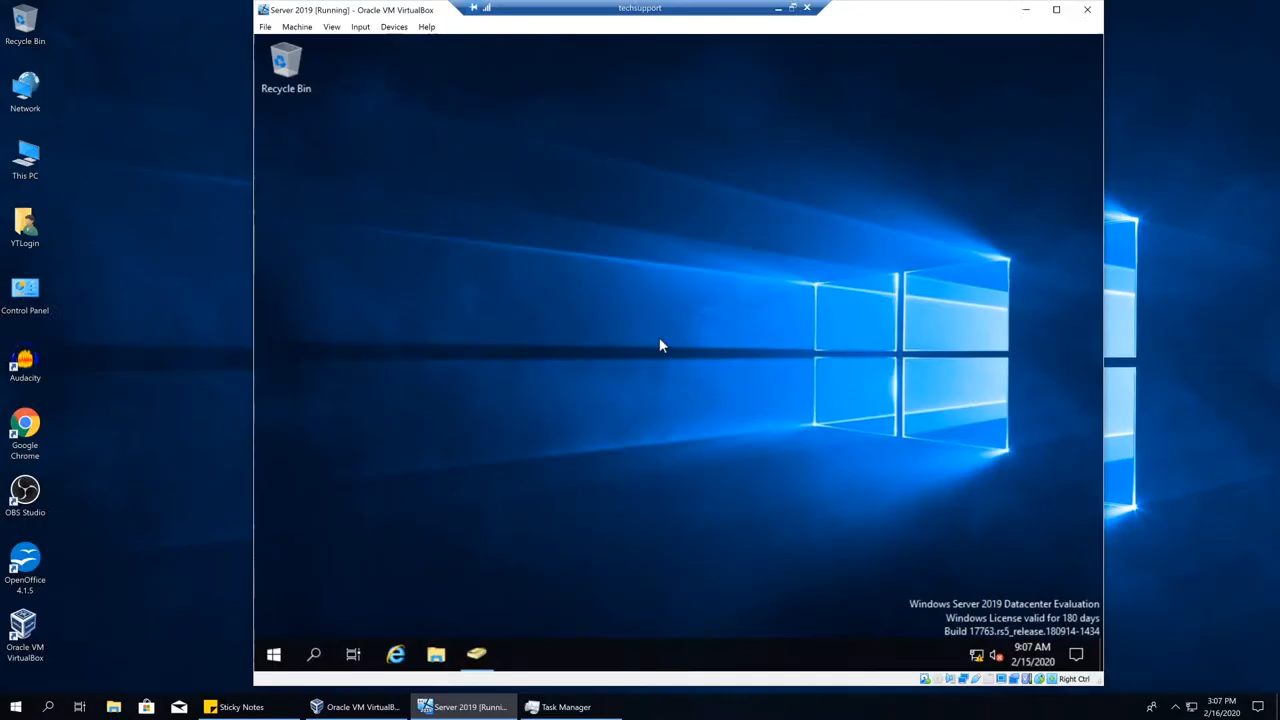 Server 2019 [Running] - Oracle VM VirtualBox
techsupport
File Machine View Input Devices Help
Recycle Bin
Network
This PC
YTLogin
Control Panel
Audacity
Google
Chrome
OBS Studio
OpenOffice
4.1.5
Oracle VM
VirtualBox
Recycle Bin
Windows Server 2019 Datacenter Evaluation
Windows License valid for 180 days
Build 17763.rs5_release.180914-1434
9:07 AM
2/15/2020
Right Ctrl
Sticky Notes
Oracle VM VirtualB...
Server 2019 [Runni...
Task Manager
3:07 PM
2/16/2020